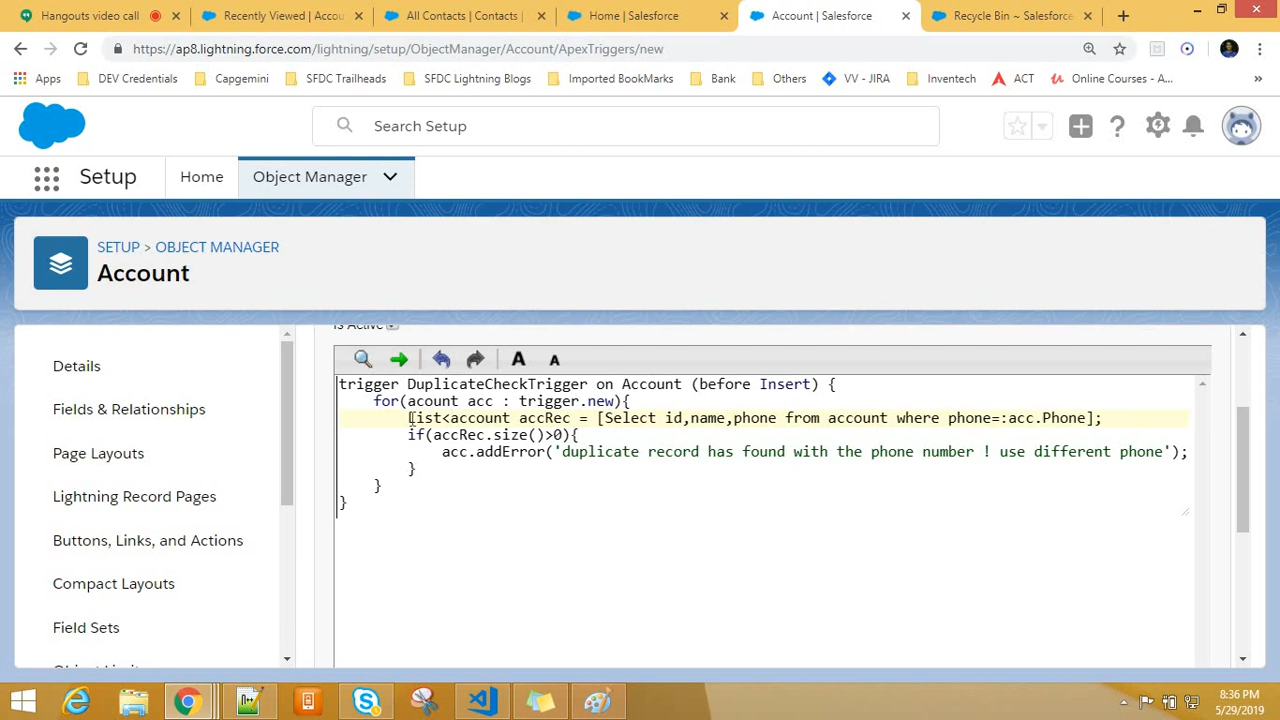 Hangouts video call
Recently Viewed | Accou
All Contacts | Contacts |
Home | Salesforce
Account | Salesforce
Recycle Bin ~ Salesforce
https://ap8.lightning.force.com/lightning/setup/ObjectManager/Account/ApexTriggers/new
Apps DEV Credentials Capgemini SFDC Trailheads SFDC Lightning Blogs Imported BookMarks Bank Others VV - JIRA Inventech ACT Online Courses - A...
Search Setup
Setup Home Object Manager
SETUP > OBJECT MANAGER
Account
Details
Fields & Relationships
Page Layouts
Lightning Record Pages
Buttons, Links, and Actions
Compact Layouts
Field Sets
Is Active
trigger DuplicateCheckTrigger on Account (before Insert) {
for(acount acc : trigger.new){
List<account accRec = [Select id,name,phone from account where phone=:acc.Phone];
if(accRec.size()>0){
acc.addError('duplicate record has found with the phone number ! use different phone');
}
}
}
8:36 PM
5/29/2019